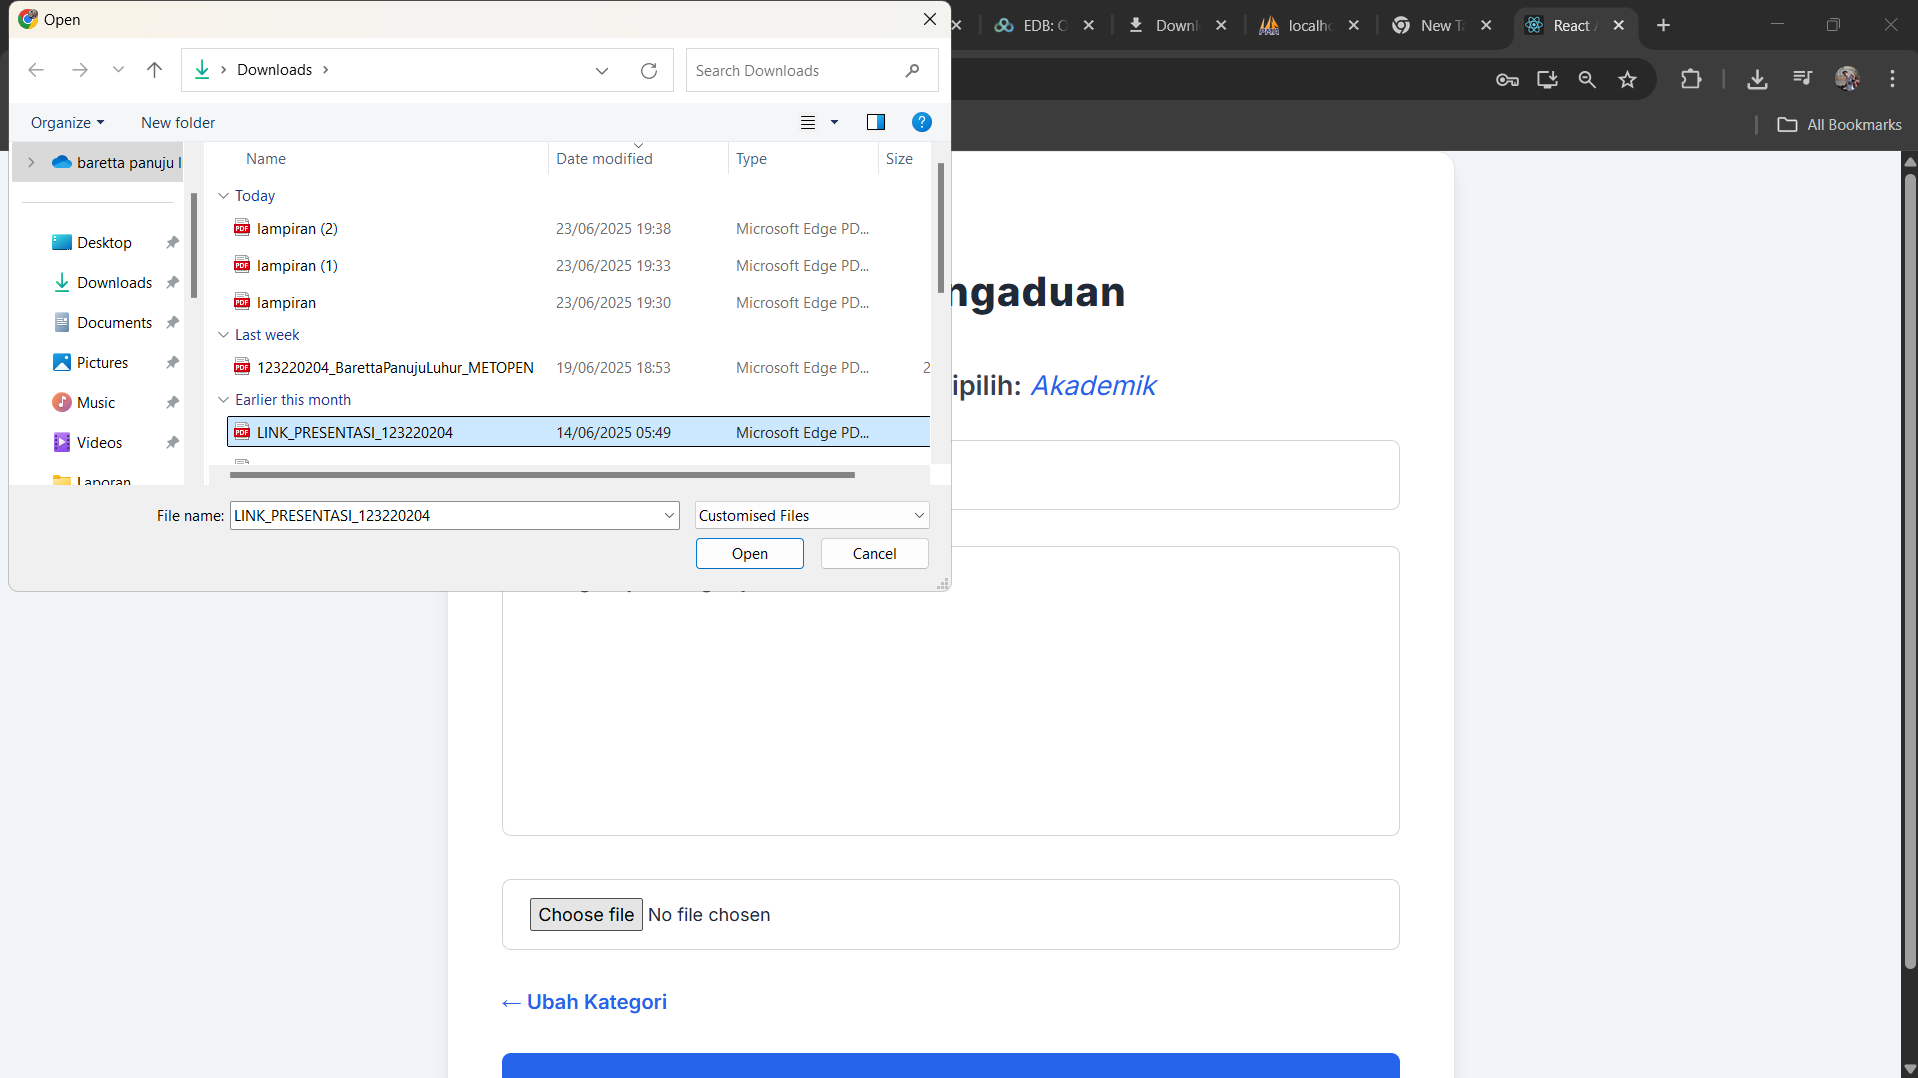 Open
EDB: O
Downl
localho
New Ta
React A
Downloads
Search Downloads
Organize
New folder
All Bookmarks
baretta panuju l
Name
Date modified
Type
Size
Today
lampiran (2)
23/06/2025 19:38
Microsoft Edge PD...
lampiran (1)
23/06/2025 19:33
Microsoft Edge PD...
lampiran
23/06/2025 19:30
Microsoft Edge PD...
Last week
123220204_BarettaPanujuLuhur_METOPEN
19/06/2025 18:53
Microsoft Edge PD...
2
Earlier this month
LINK_PRESENTASI_123220204
14/06/2025 05:49
Microsoft Edge PD...
Desktop
Downloads
Documents
Pictures
Music
Videos
Laporan
File name:
LINK_PRESENTASI_123220204
Customised Files
Open
Cancel
ngaduan
ipilih: Akademik
Choose file No file chosen
← Ubah Kategori